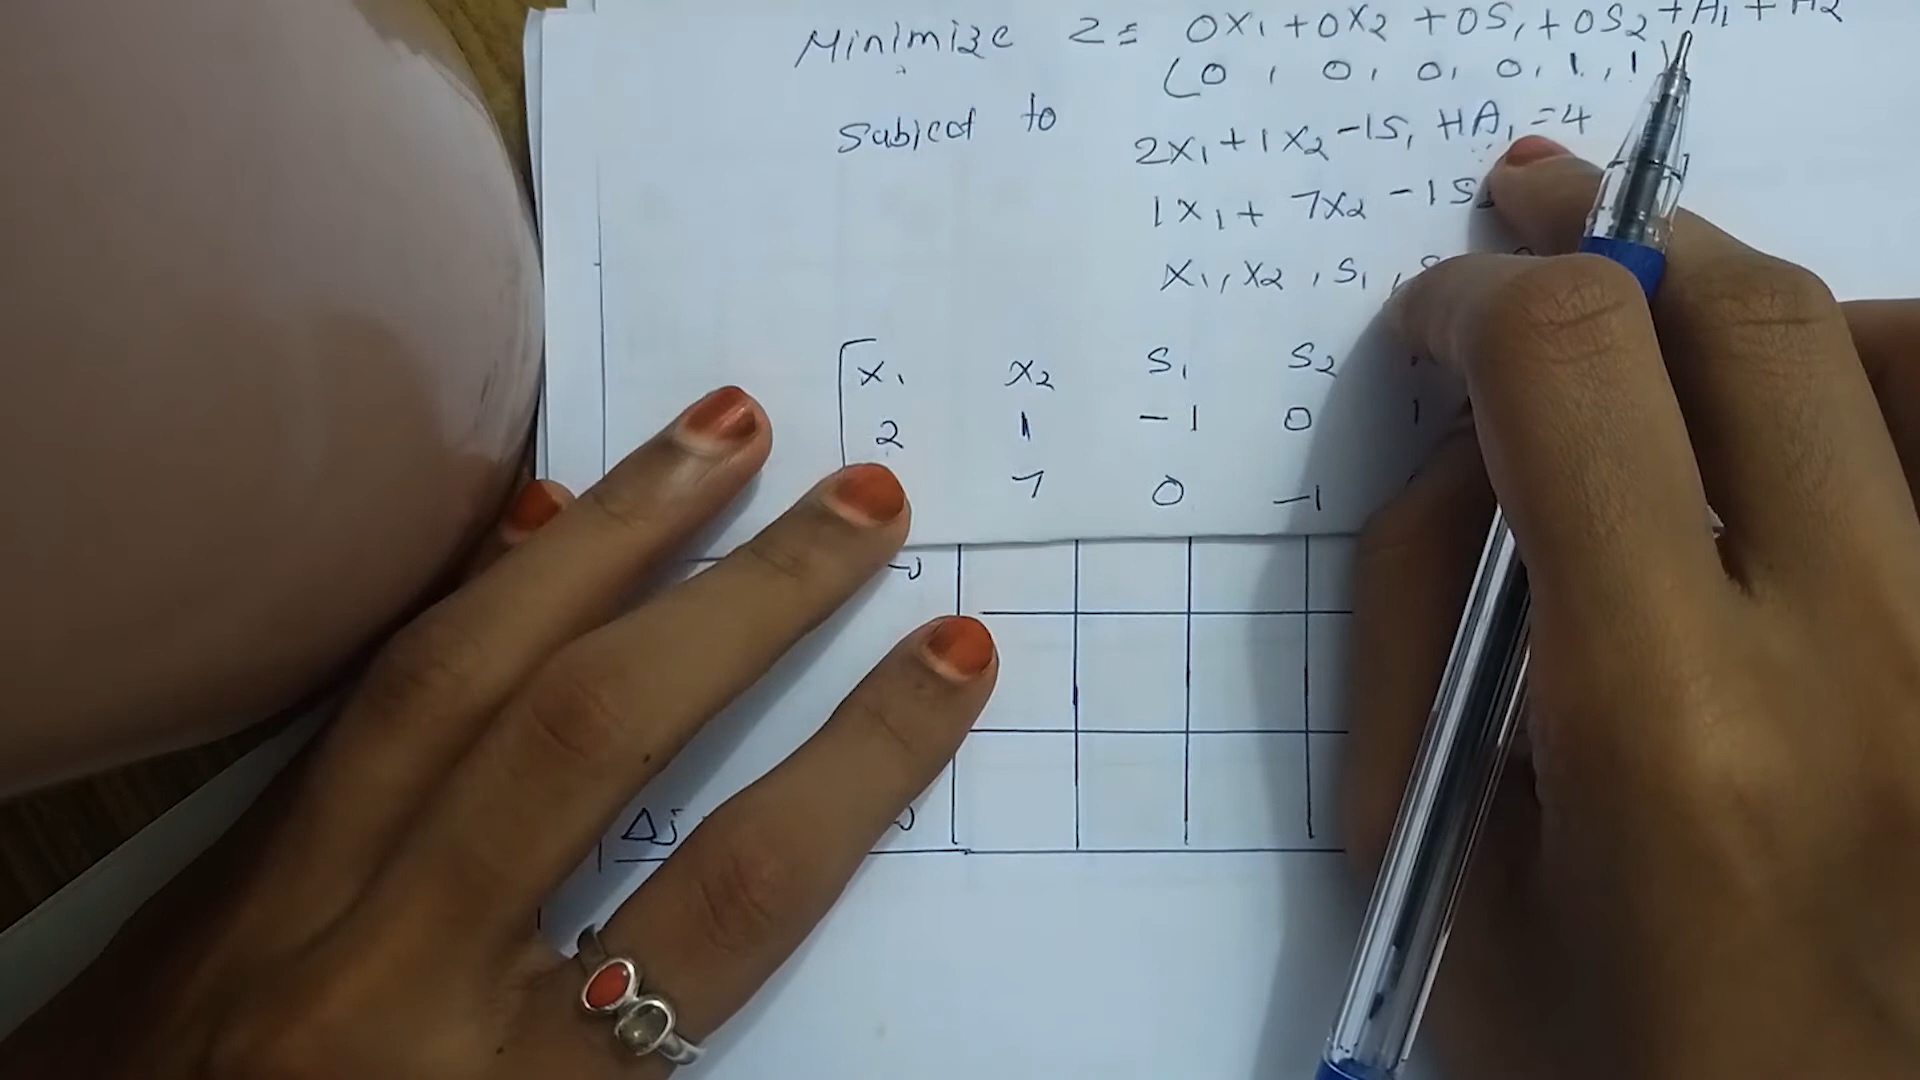 Minimize Z = 0X1 + 0X2 + 0S1 + 0S2 + A1 + A2
(0, 0, 0, 0, 1, 1)
Subject to
2X1 + 1X2 - 1S1 + A1 = 4
1X1 + 7X2 - 1S2
X1, X2, S1,
X1 X2 S1 S2
2 1 -1 0 1
7 0 -1
Δj